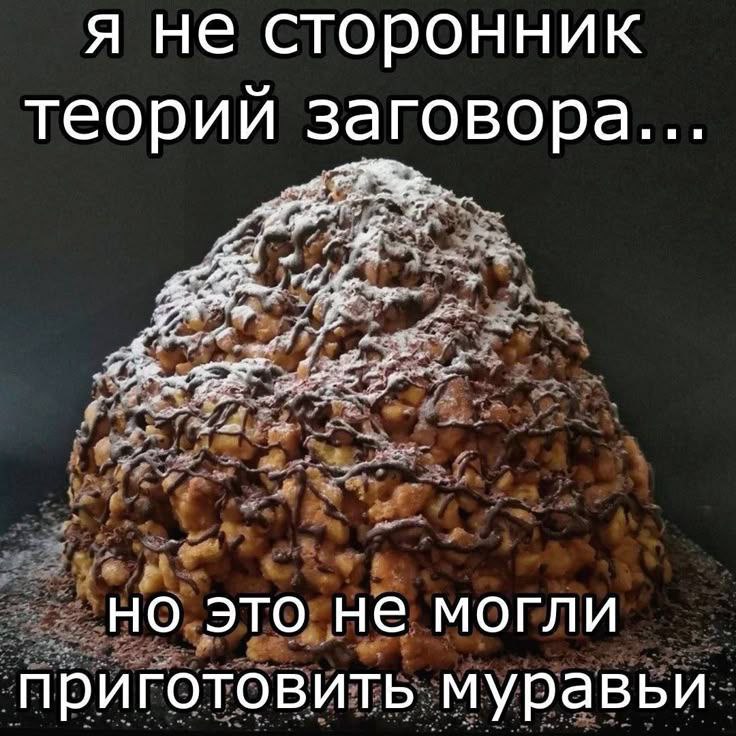 я не сторонник
теорий заговора...
но это не могли
приготовить муравьи